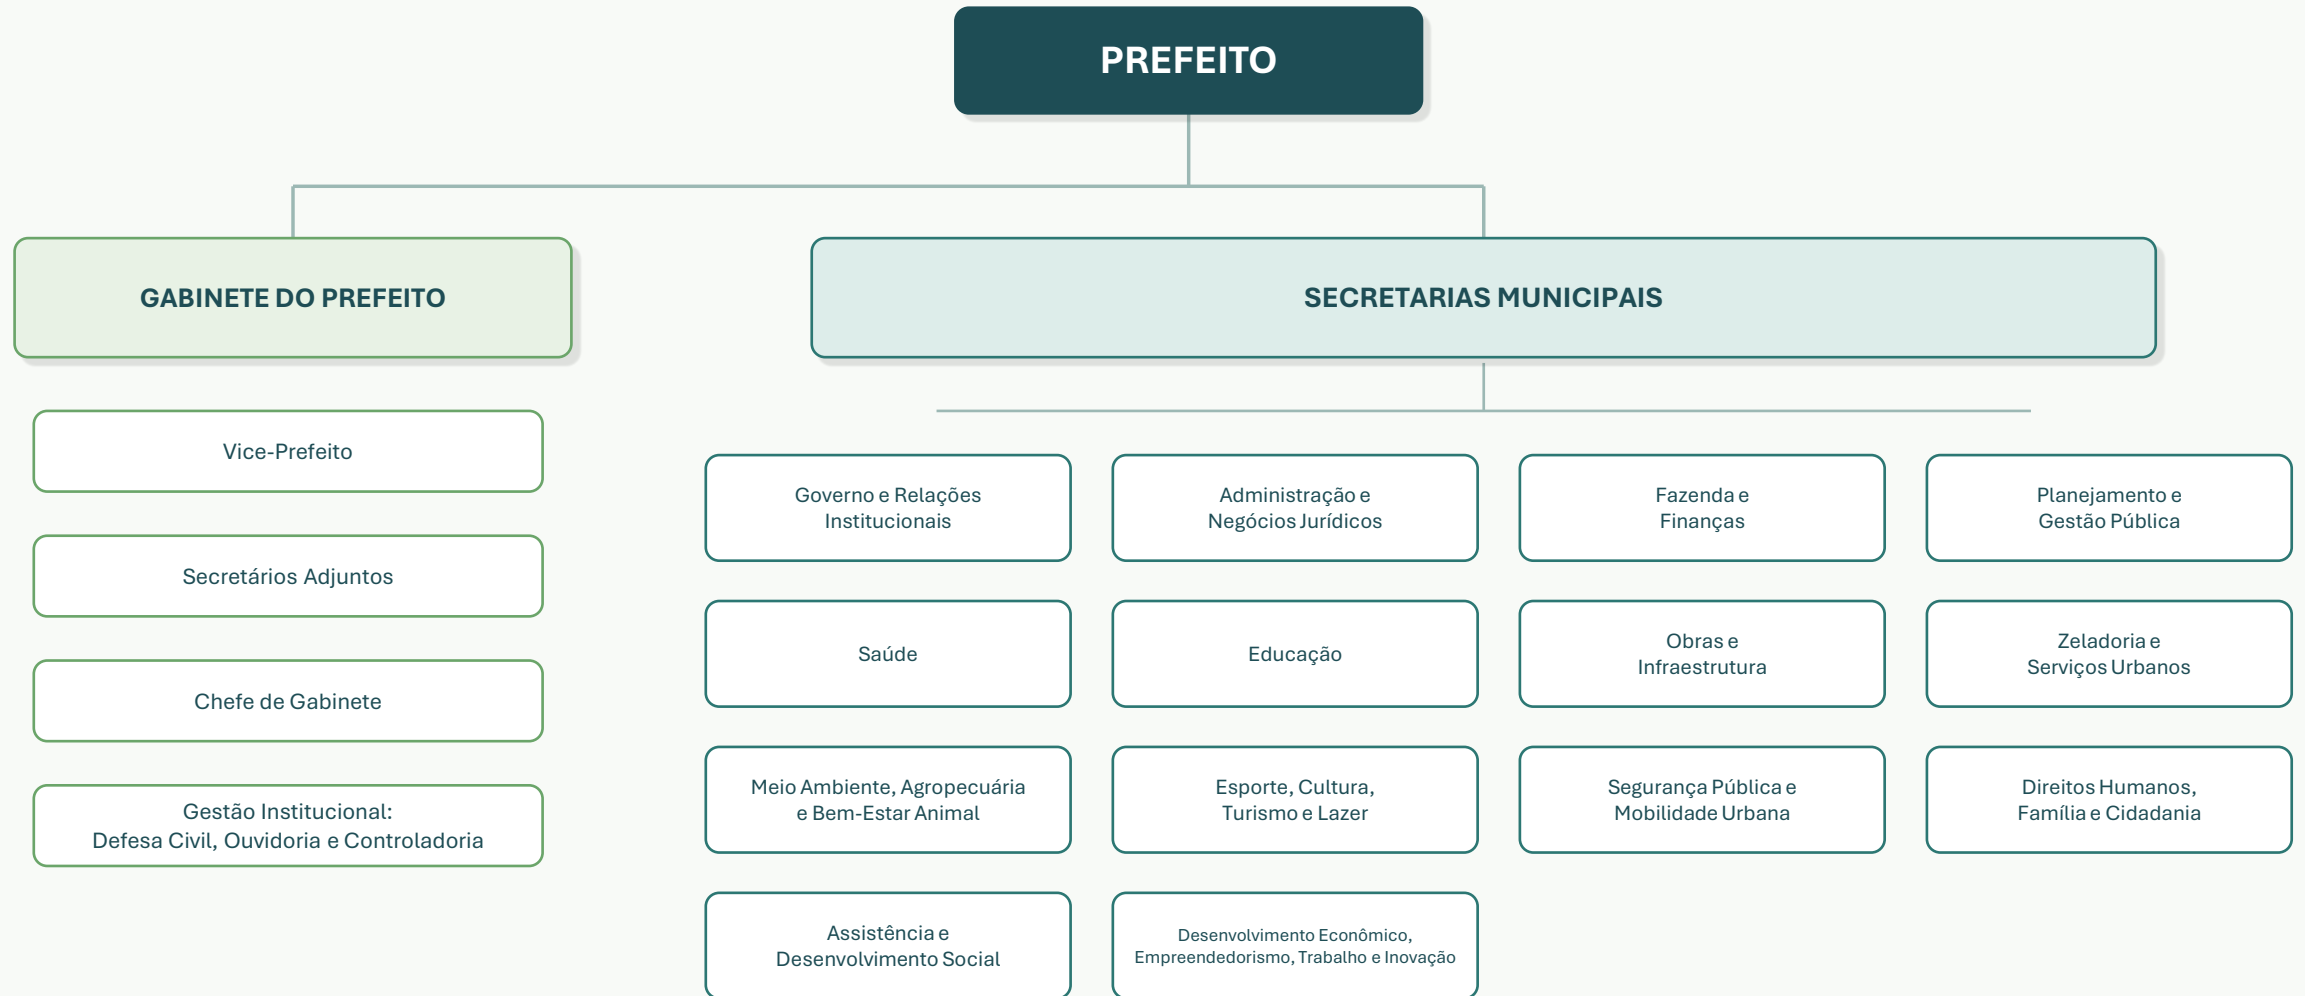 PREFEITO
GABINETE DO PREFEITO
SECRETARIAS MUNICIPAIS
Vice-Prefeito
Secretários Adjuntos
Chefe de Gabinete
Gestão Institucional:
Defesa Civil, Ouvidoria e Controladoria
Governo e Relações
Institucionais
Administração e
Negócios Jurídicos
Fazenda e
Finanças
Planejamento e
Gestão Pública
Saúde
Educação
Obras e
Infraestrutura
Zeladoria e
Serviços Urbanos
Meio Ambiente, Agropecuária
e Bem-Estar Animal
Esporte, Cultura,
Turismo e Lazer
Segurança Pública e
Mobilidade Urbana
Direitos Humanos,
Família e Cidadania
Assistência e
Desenvolvimento Social
Desenvolvimento Econômico,
Empreendedorismo, Trabalho e Inovação